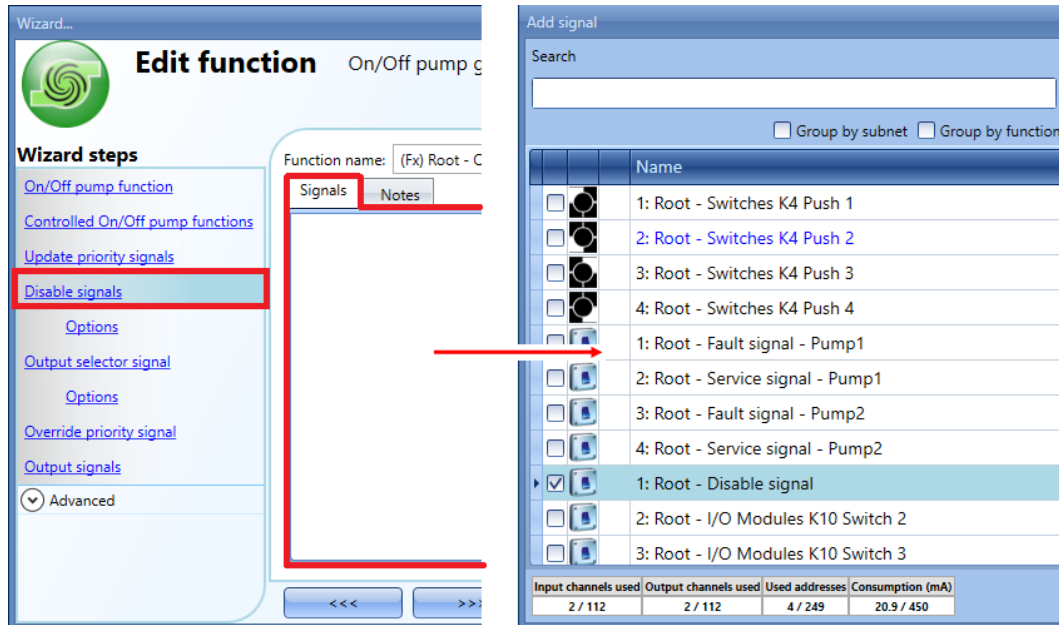 Wizard...
Edit function On/Off pump g
Wizard steps
On/Off pump function
Controlled On/Off pump functions
Update priority signals
Disable signals
Options
Output selector signal
Options
Override priority signal
Output signals
Advanced
Function name: (Fx) Root - C
Signals Notes
<<< >>>
Add signal
Search
Group by subnet Group by function
Name
1: Root - Switches K4 Push 1
2: Root - Switches K4 Push 2
3: Root - Switches K4 Push 3
4: Root - Switches K4 Push 4
1: Root - Fault signal - Pump1
2: Root - Service signal - Pump1
3: Root - Fault signal - Pump2
4: Root - Service signal - Pump2
1: Root - Disable signal
2: Root - I/O Modules K10 Switch 2
3: Root - I/O Modules K10 Switch 3
Input channels used Output channels used Used addresses Consumption (mA)
2 / 112 2 / 112 4 / 249 20.9 / 450